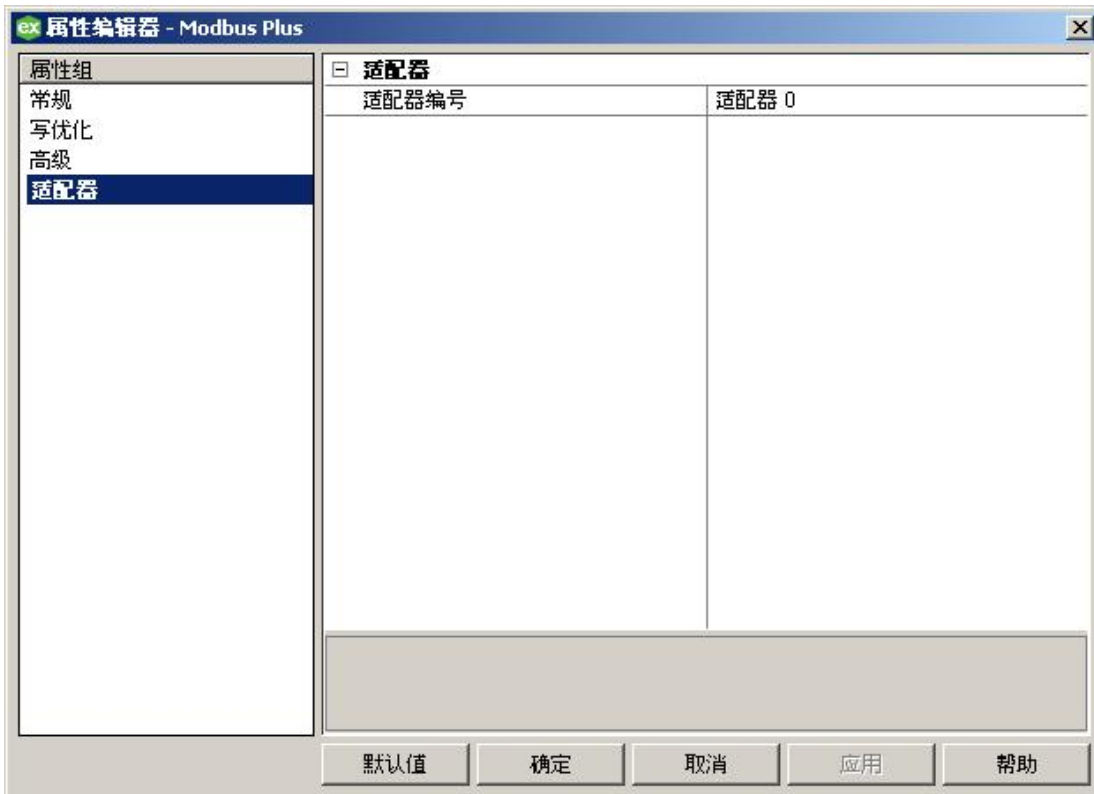 ex 属性编辑器 - Modbus Plus
属性组
常规
写优化
高级
适配器
适配器
适配器编号 适配器 0
默认值 确定 取消 应用 帮助